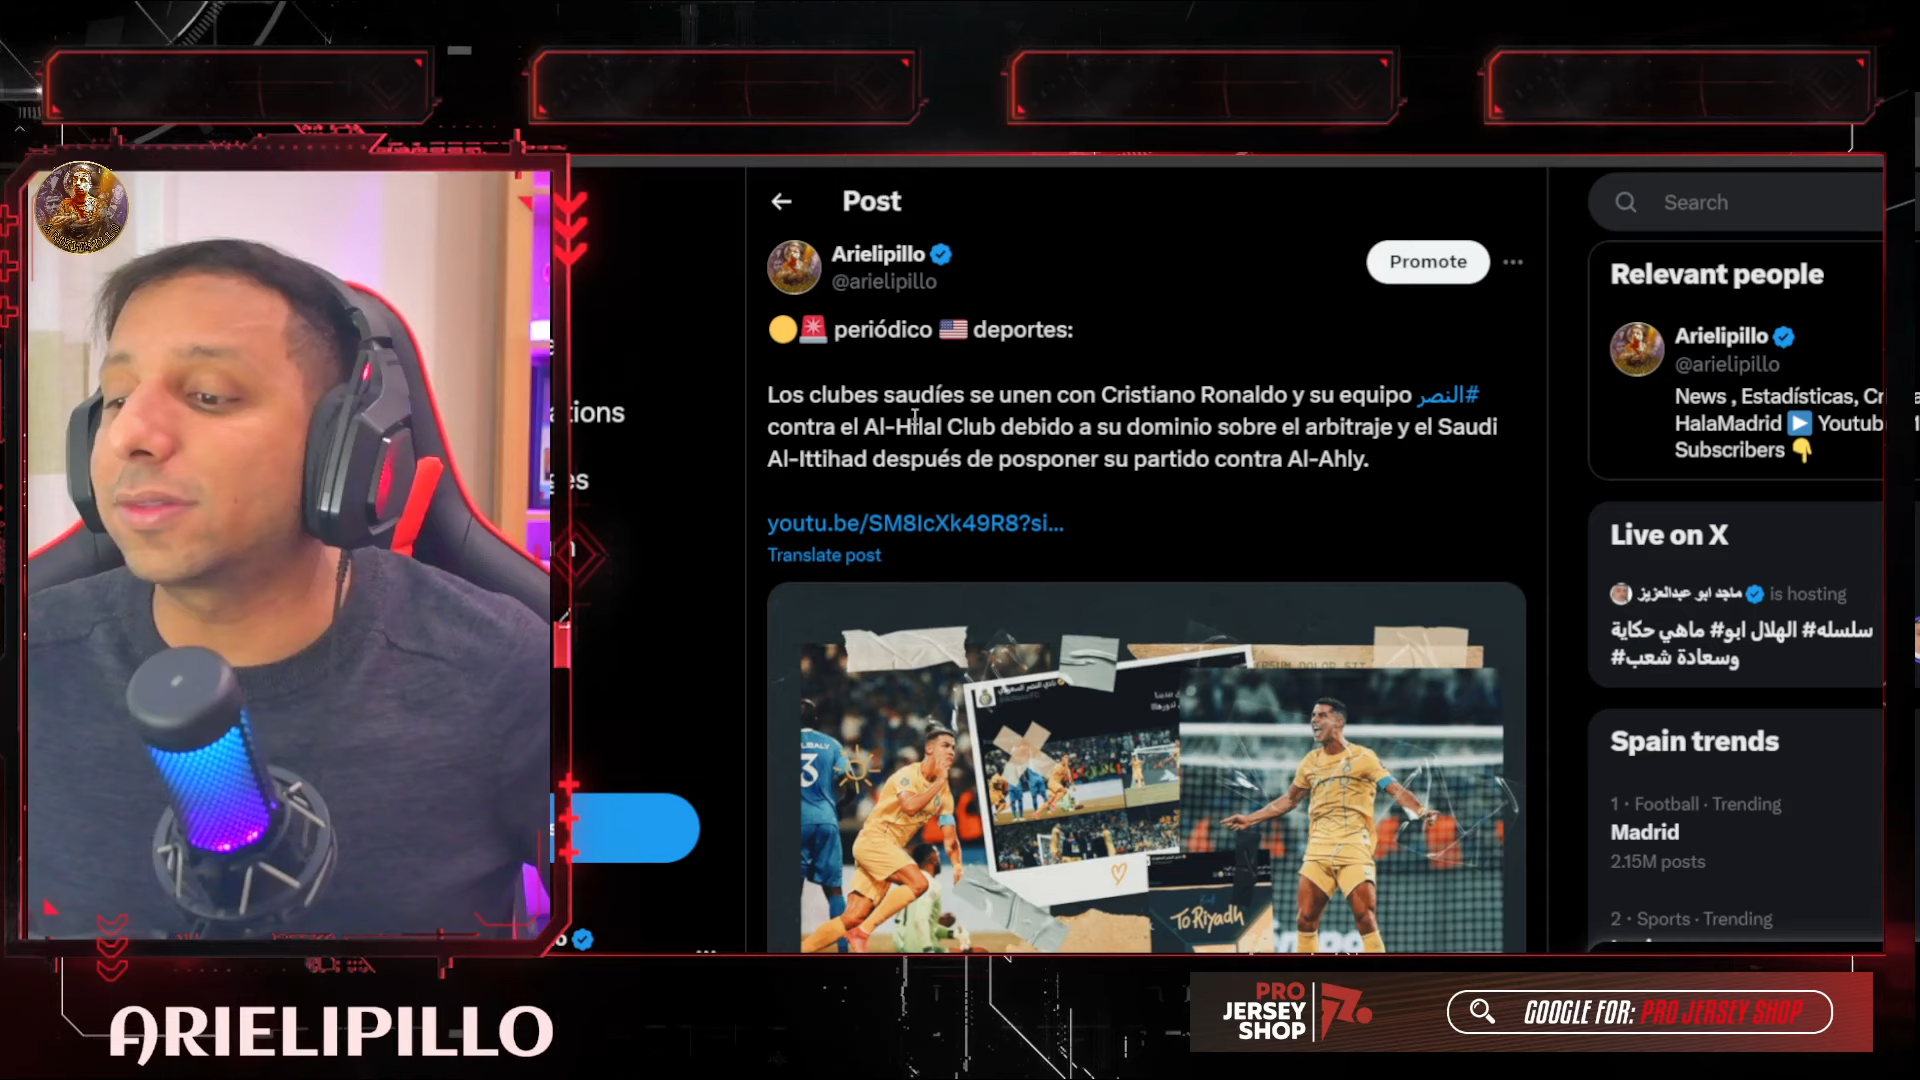 Post
Arielipillo
@arielipillo
Promote
periódico deportes:
Los clubes saudíes se unen con Cristiano Ronaldo y su equipo #النصر
contra el Al-Hilal Club debido a su dominio sobre el arbitraje y el Saudi
Al-Ittihad después de posponer su partido contra Al-Ahly.
youtu.be/SM8IcXk49R8?si...
Translate post
To Riyadh
Search
Relevant people
Arielipillo
@arielipillo
News , Estadísticas, Cr
HalaMadrid Youtub
Subscribers
Live on X
ماجد ابو عبدالعزيز is hosting
سلسله# الهلال ابو# ماهي حكاية
وسعادة شعب#
Spain trends
1 · Football · Trending
Madrid
2.15M posts
2 · Sports · Trending
ations
es
ARIELIPILLO
PRO
JERSEY
SHOP
GOOGLE FOR: PRO JERSEY SHOP